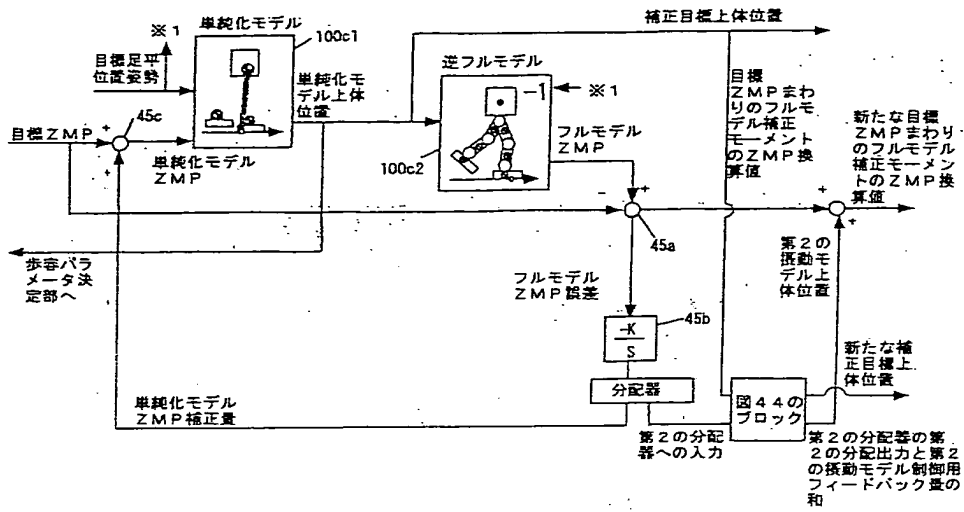 ※1
単純化モデル
100c1
補正目標上体位置
目標足平
位置姿勢
45c
目標ZMP
+
+
単純化モデル
ZMP
単純化モ
デル上体
位置
逆フルモデル
-1
※1
100c2
フルモデル
ZMP
目標
ZMPまわ
りのフルモ
デル補正
モーメント
のZMP換
算値
新たな目標
ZMPまわり
のフルモデル
補正モーメン
トのZMP換
算値
-
+
45a
+
+
歩容パラ
メータ決
定部へ
フルモデル
ZMP誤差
第2の
摂動モ
デル上
体位置
-K
S
45b
分配器
新たな補
正目標上
体位置
単純化モデル
ZMP補正量
図44の
ブロック
第2の分配
器への入力
第2の分配器の第
2の分配出力と第2
の摂動モデル制御用
フィードバック量の
和